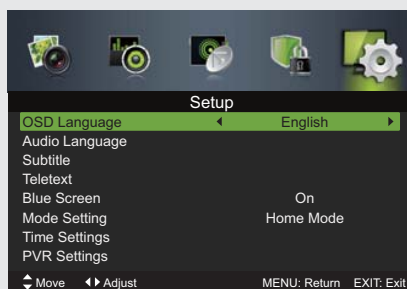 Setup
OSD Language English
Audio Language
Subtitle
Teletext
Blue Screen On
Mode Setting Home Mode
Time Settings
PVR Settings
Move Adjust MENU: Return EXIT: Exit